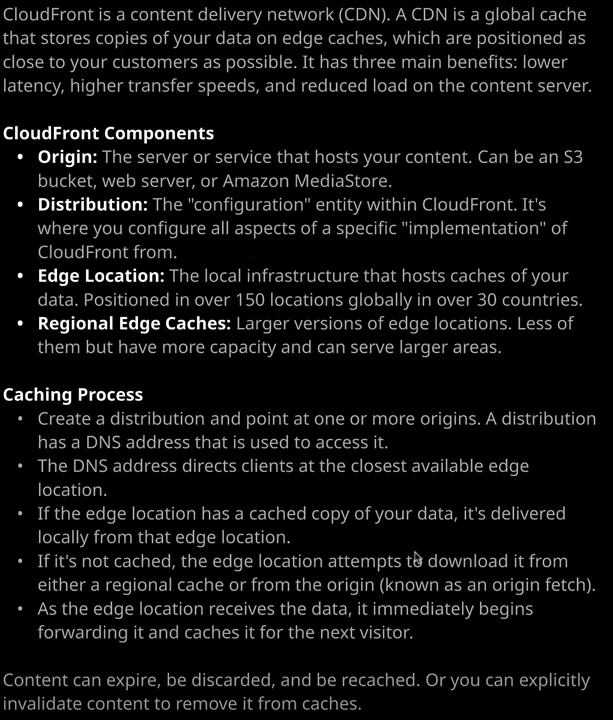 CloudFront is a content delivery network (CDN). A CDN is a global cache
that stores copies of your data on edge caches, which are positioned as
close to your customers as possible. It has three main benefits: lower
latency, higher transfer speeds, and reduced load on the content server.
CloudFront Components
• Origin: The server or service that hosts your content. Can be an S3
bucket, web server, or Amazon MediaStore.
• Distribution: The "configuration" entity within CloudFront. It's
where you configure all aspects of a specific "implementation" of
CloudFront from.
• Edge Location: The local infrastructure that hosts caches of your
data. Positioned in over 150 locations globally in over 30 countries.
• Regional Edge Caches: Larger versions of edge locations. Less of
them but have more capacity and can serve larger areas.
Caching Process
• Create a distribution and point at one or more origins. A distribution
has a DNS address that is used to access it.
• The DNS address directs clients at the closest available edge
location.
• If the edge location has a cached copy of your data, it's delivered
locally from that edge location.
• If it's not cached, the edge location attempts to download it from
either a regional cache or from the origin (known as an origin fetch).
• As the edge location receives the data, it immediately begins
forwarding it and caches it for the next visitor.
Content can expire, be discarded, and be recached. Or you can explicitly
invalidate content to remove it from caches.